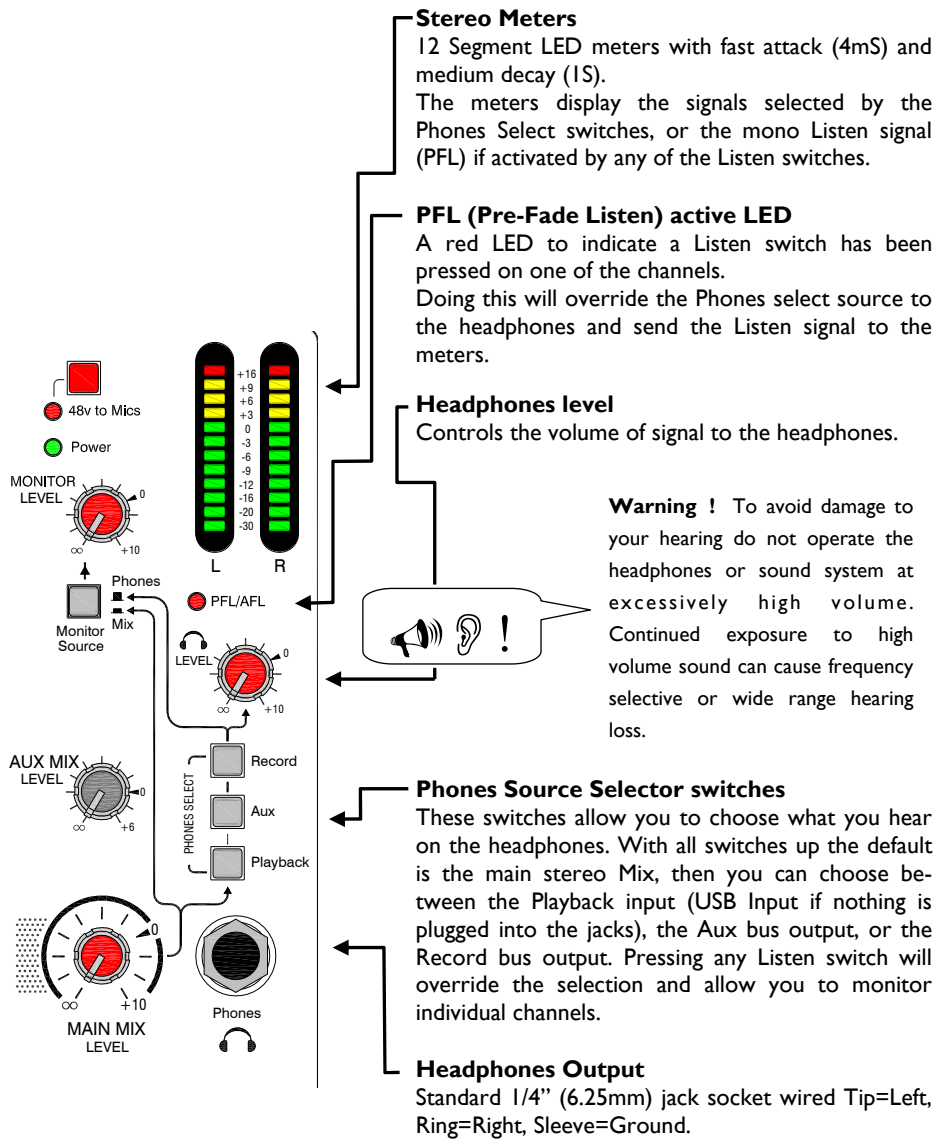 Stereo Meters
12 Segment LED meters with fast attack (4mS) and
medium decay (1S).
The meters display the signals selected by the
Phones Select switches, or the mono Listen signal
(PFL) if activated by any of the Listen switches.
PFL (Pre-Fade Listen) active LED
A red LED to indicate a Listen switch has been
pressed on one of the channels.
Doing this will override the Phones select source to
the headphones and send the Listen signal to the
meters.
Headphones level
Controls the volume of signal to the headphones.
Warning ! To avoid damage to
your hearing do not operate the
headphones or sound system at
excessively high volume.
Continued exposure to high
volume sound can cause frequency
selective or wide range hearing
loss.
!
Phones Source Selector switches
These switches allow you to choose what you hear
on the headphones. With all switches up the default
is the main stereo Mix, then you can choose be-
tween the Playback input (USB Input if nothing is
plugged into the jacks), the Aux bus output, or the
Record bus output. Pressing any Listen switch will
override the selection and allow you to monitor
individual channels.
Headphones Output
Standard 1/4” (6.25mm) jack socket wired Tip=Left,
Ring=Right, Sleeve=Ground.
48v to Mics
Power
MONITOR
LEVEL
0
∞ +10
Phones
Mix
Monitor
Source
+16
+9
+6
+3
0
-3
-6
-9
-12
-16
-20
-30
L R
PFL/AFL
LEVEL
0
∞ +10
AUX MIX
LEVEL
0
∞ +6
PHONES SELECT
Record
Aux
Playback
0
∞ +10
MAIN MIX
LEVEL
Phones